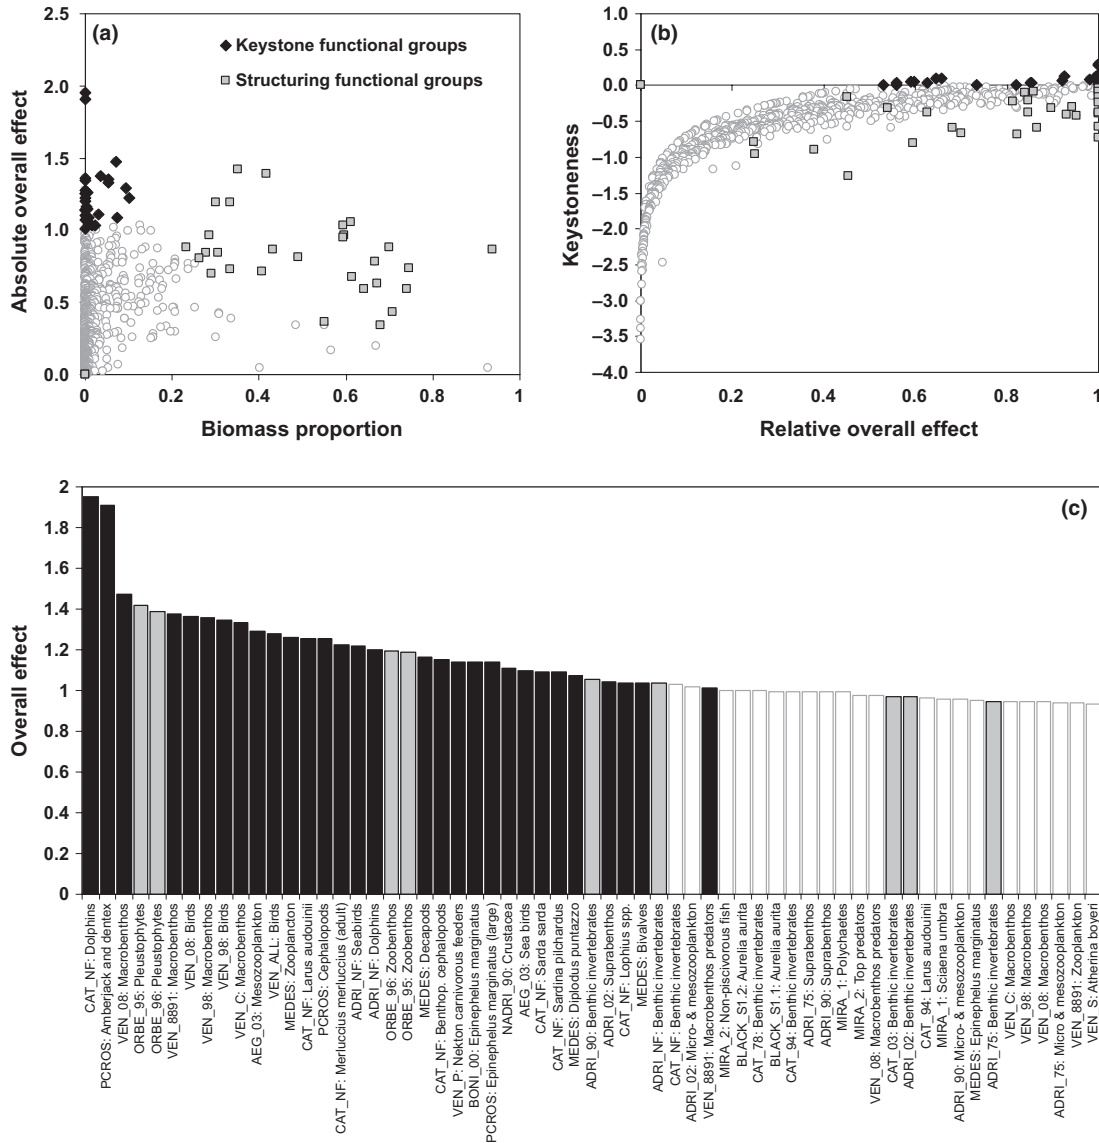 (a)
Keystone functional groups
Structuring functional groups
2.5
2.0
1.5
1.0
0.5
0.0
0
0.2
0.4
0.6
0.8
1
Absolute overall effect
Biomass proportion
(b)
1.0
0.5
0.0
–0.5
–1.0
–1.5
–2.0
–2.5
–3.0
–3.5
–4.0
0
0.2
0.4
0.6
0.8
1
Keystoneness
Relative overall effect
(c)
2
1.8
1.6
1.4
1.2
1
0.8
0.6
0.4
0.2
0
Overall effect
CAT_NF: Dolphins
PCROS: Amberjack and dentex
VEN_08: Macrobenthos
ORBE_95: Pleustophytes
ORBE_96: Pleustophytes
VEN_8891: Macrobenthos
VEN_08: Birds
VEN_98: Macrobenthos
VEN_98: Birds
VEN_C: Macrobenthos
AEG_03: Mesozooplankton
VEN_ALL: Birds
MEDES: Zooplancton
CAT_NF: Larus audouinii
PCROS: Cephalopods
CAT_NF: Merluccius merluccius (adult)
ADRI_NF: Seabirds
ADRI_NF: Dolphins
ORBE_96: Zoobenthos
ORBE_95: Zoobenthos
MEDES: Decapods
CAT_NF: Benthop. cephalopods
VEN_P: Nekton carnivorous feeders
BONI_00: Epinephelus marginatus
PCROS: Epinephelus marginatus (large)
NADRI_90: Crustacea
AEG_03: Sea birds
CAT_NF: Sarda sarda
CAT_NF: Sardina pilchardus
MEDES: Diplodus puntazzo
ADRI_90: Benthic invertebrates
ADRI_02: Suprabenthos
CAT_NF: Lophius spp.
MEDES: Bivalves
ADRI_NF: Benthic invertebrates
CAT_NF: Benthic invertebrates
ADRI_02: Micro- & mesozooplankton
VEN_8891: Macrobenthos predators
MIRA_2: Non-piscivorous fish
BLACK_S1.2: Aurelia aurita
CAT_78: Benthic invertebrates
BLACK_S1.1: Aurelia aurita
CAT_94: Benthic invertebrates
ADRI_75: Suprabenthos
ADRI_90: Suprabenthos
MIRA_1: Polychaetes
MIRA_2: Top predators
VEN_08: Macrobenthos predators
CAT_03: Benthic invertebrates
ADRI_02: Benthic invertebrates
CAT_94: Larus audouinii
MIRA_1: Sciaena umbra
ADRI_90: Micro- & mesozooplankton
MEDES: Epinephelus marginatus
ADRI_75: Benthic invertebrates
VEN_C: Macrobenthos
VEN_98: Macrobenthos
VEN_08: Macrobenthos
ADRI_75: Micro & mesozooplankton
VEN_8891: Zooplankton
VEN_S: Atherina boyeri